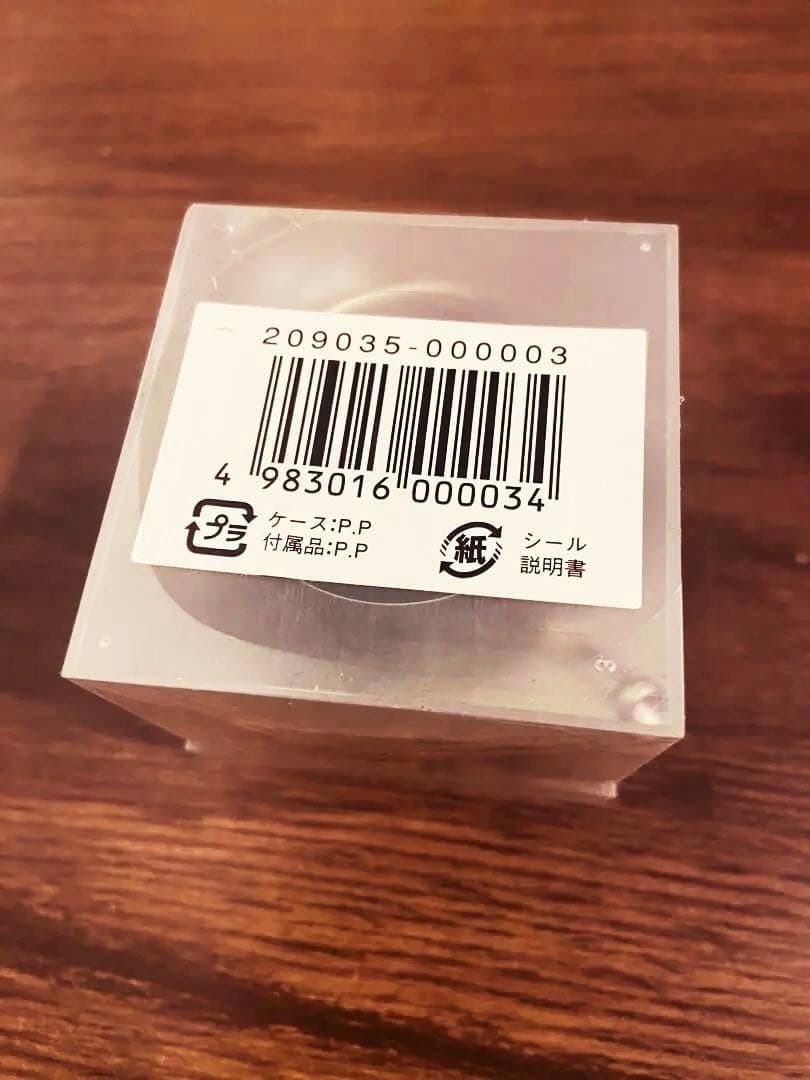 209035-000003
4 983016 000034
プラ ケース:P.P
付属品:P.P
紙 シール
説明書